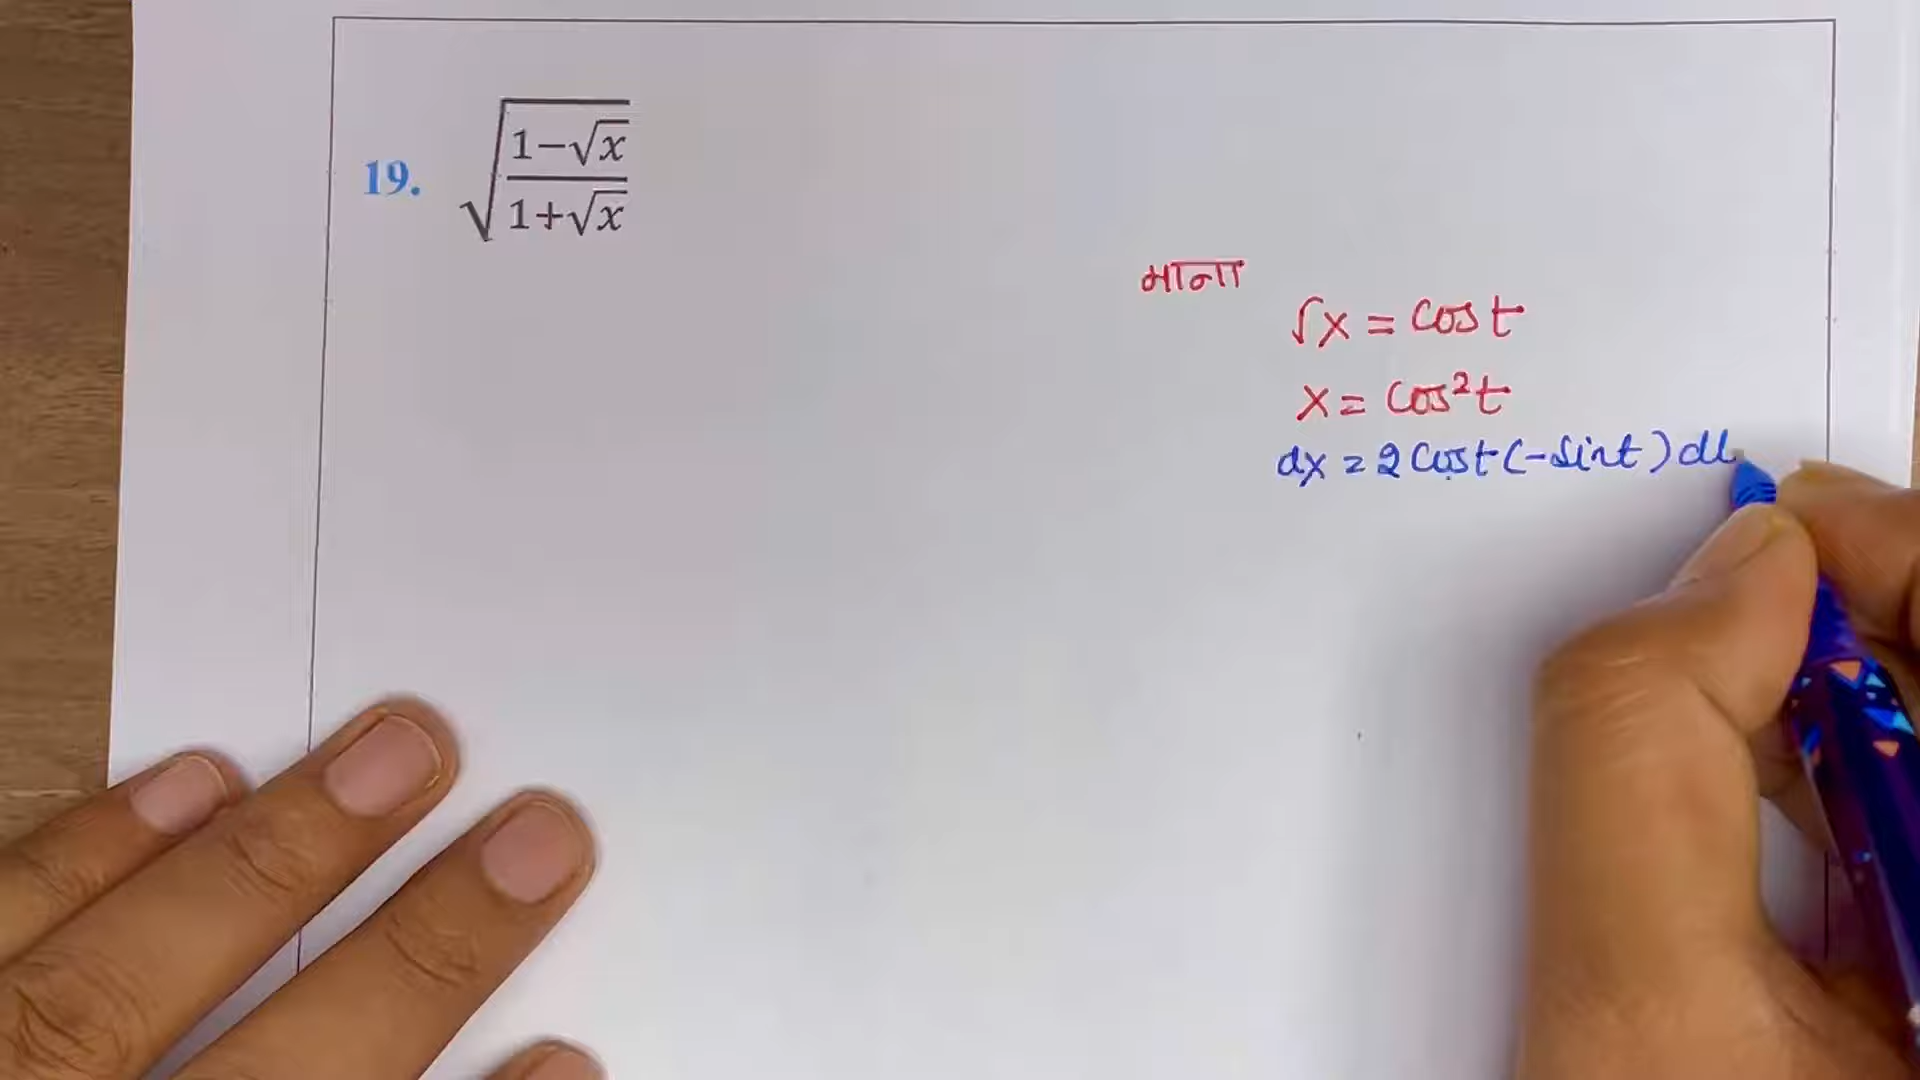 19. √((1−√x)/(1+√x))
माना
√x = cos t
x = cos²t
dx = 2 cos t (−sin t) dt